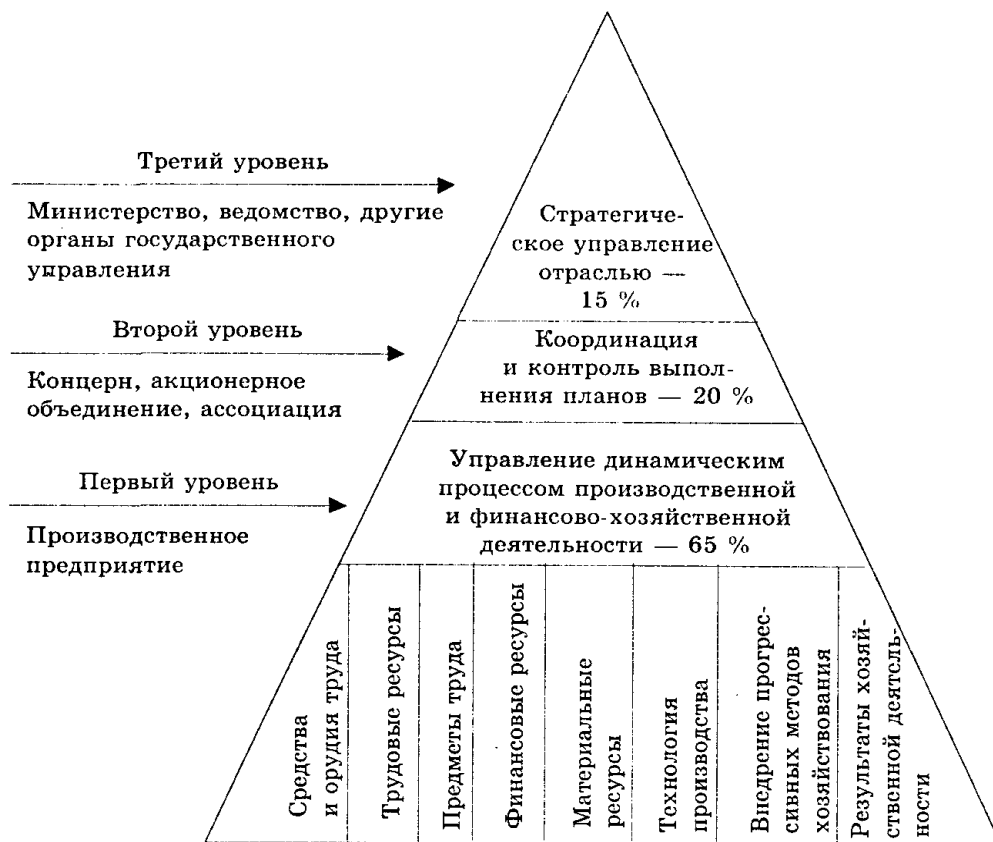 Третий уровень
Министерство, ведомство, другие
органы государственного
управления
Стратегиче-
ское управление
отраслью —
15 %
Второй уровень
Концерн, акционерное
объединение, ассоциация
Координация
и контроль выпол-
нения планов — 20 %
Первый уровень
Производственное
предприятие
Управление динамическим
процессом производственной
и финансово-хозяйственной
деятельности — 65 %
Средства
и орудия труда
Трудовые ресурсы
Предметы труда
Финансовые ресурсы
Материальные
ресурсы
Технология
производства
Внедрение прогрес-
сивных методов
хозяйствования
Результаты хозяй-
ственной деятель-
ности